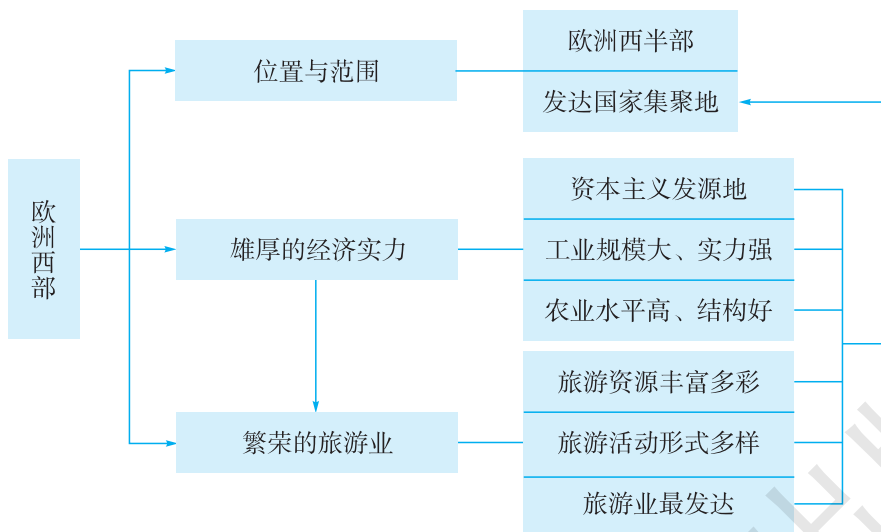 欧洲西部
位置与范围
欧洲西半部
发达国家集聚地
雄厚的经济实力
资本主义发源地
工业规模大、实力强
农业水平高、结构好
繁荣的旅游业
旅游资源丰富多彩
旅游活动形式多样
旅游业最发达